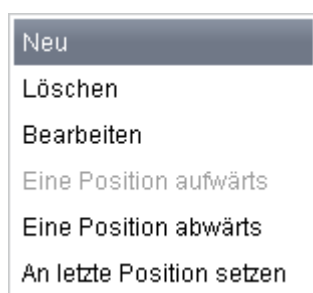 Neu
Löschen
Bearbeiten
Eine Position aufwärts
Eine Position abwärts
An letzte Position setzen